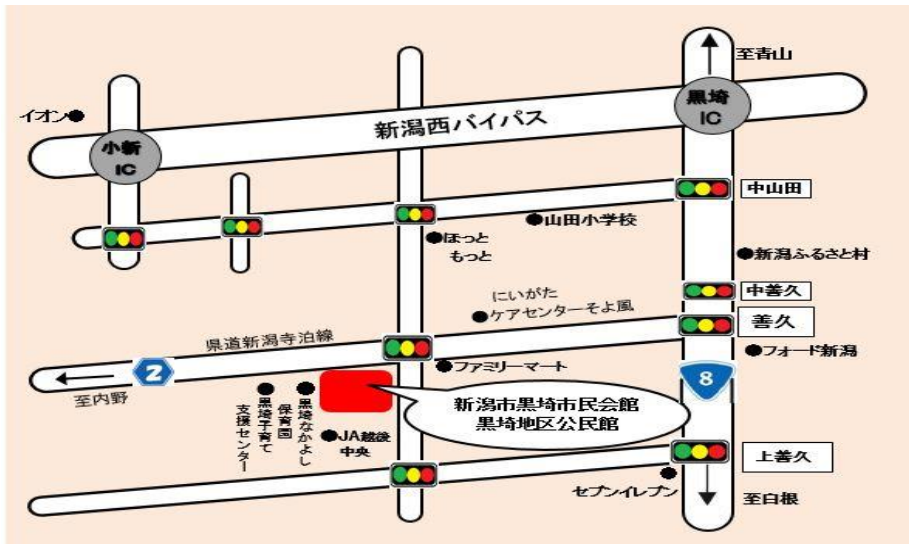 至青山
イオン
黒埼
IC
新潟西バイパス
小新
IC
中山田
山田小学校
ほっと
もっと
新潟ふるさと村
にいがた
ケアセンターそよ風
中善久
善久
県道新潟寺泊線
フォード新潟
ファミリーマート
2
至内野
8
新潟市黒埼市民会館
黒埼地区公民館
黒埼なかよし
保育園
黒埼子育て
支援センター
JA越後
中央
上善久
セブンイレブン
至白根